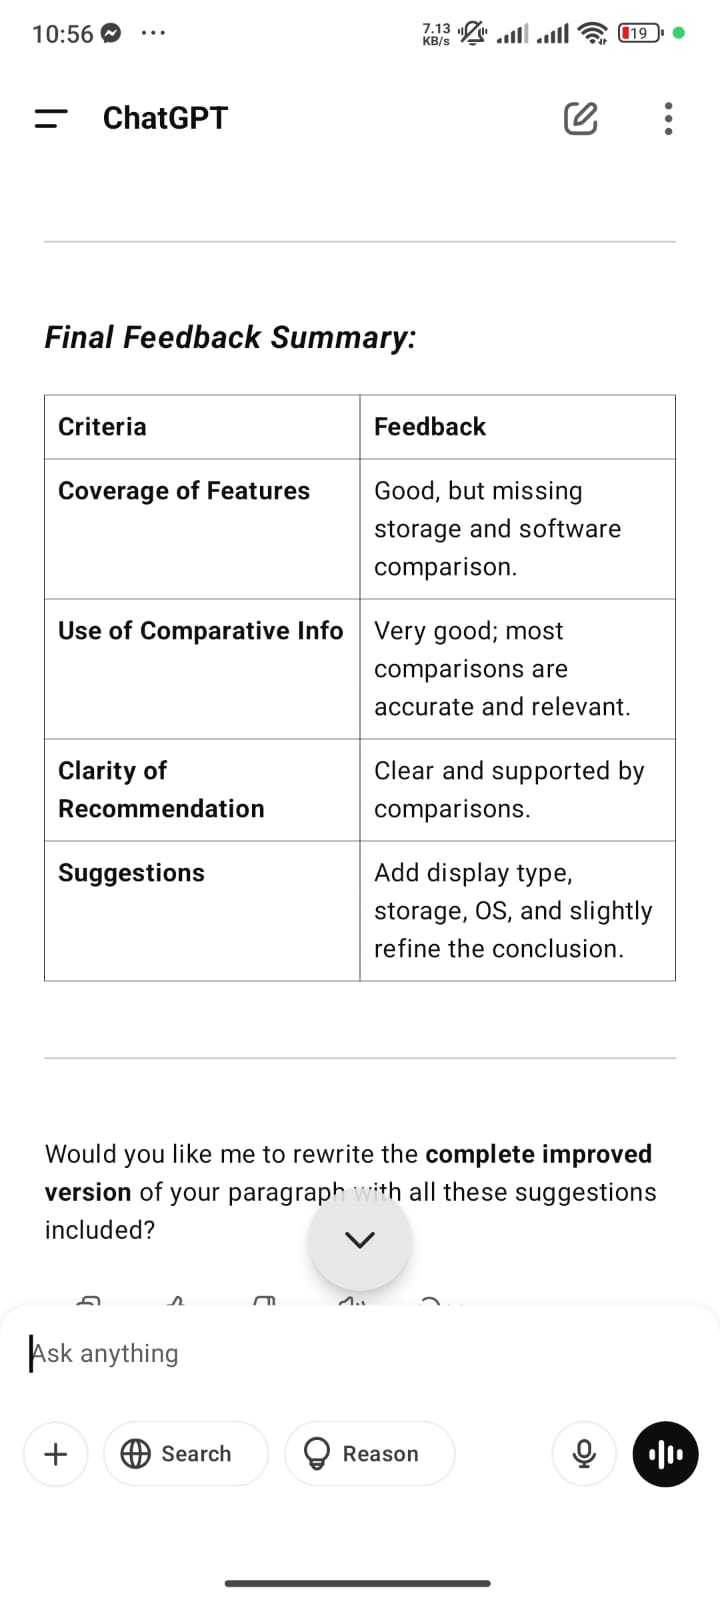 10:56 ...
7.13
KB/s
19
ChatGPT
Final Feedback Summary:
Criteria
Feedback
Coverage of Features
Good, but missing
storage and software
comparison.
Use of Comparative Info
Very good; most
comparisons are
accurate and relevant.
Clarity of
Recommendation
Clear and supported by
comparisons.
Suggestions
Add display type,
storage, OS, and slightly
refine the conclusion.
Would you like me to rewrite the complete improved
version of your paragraph with all these suggestions
included?
Ask anything
Search
Reason